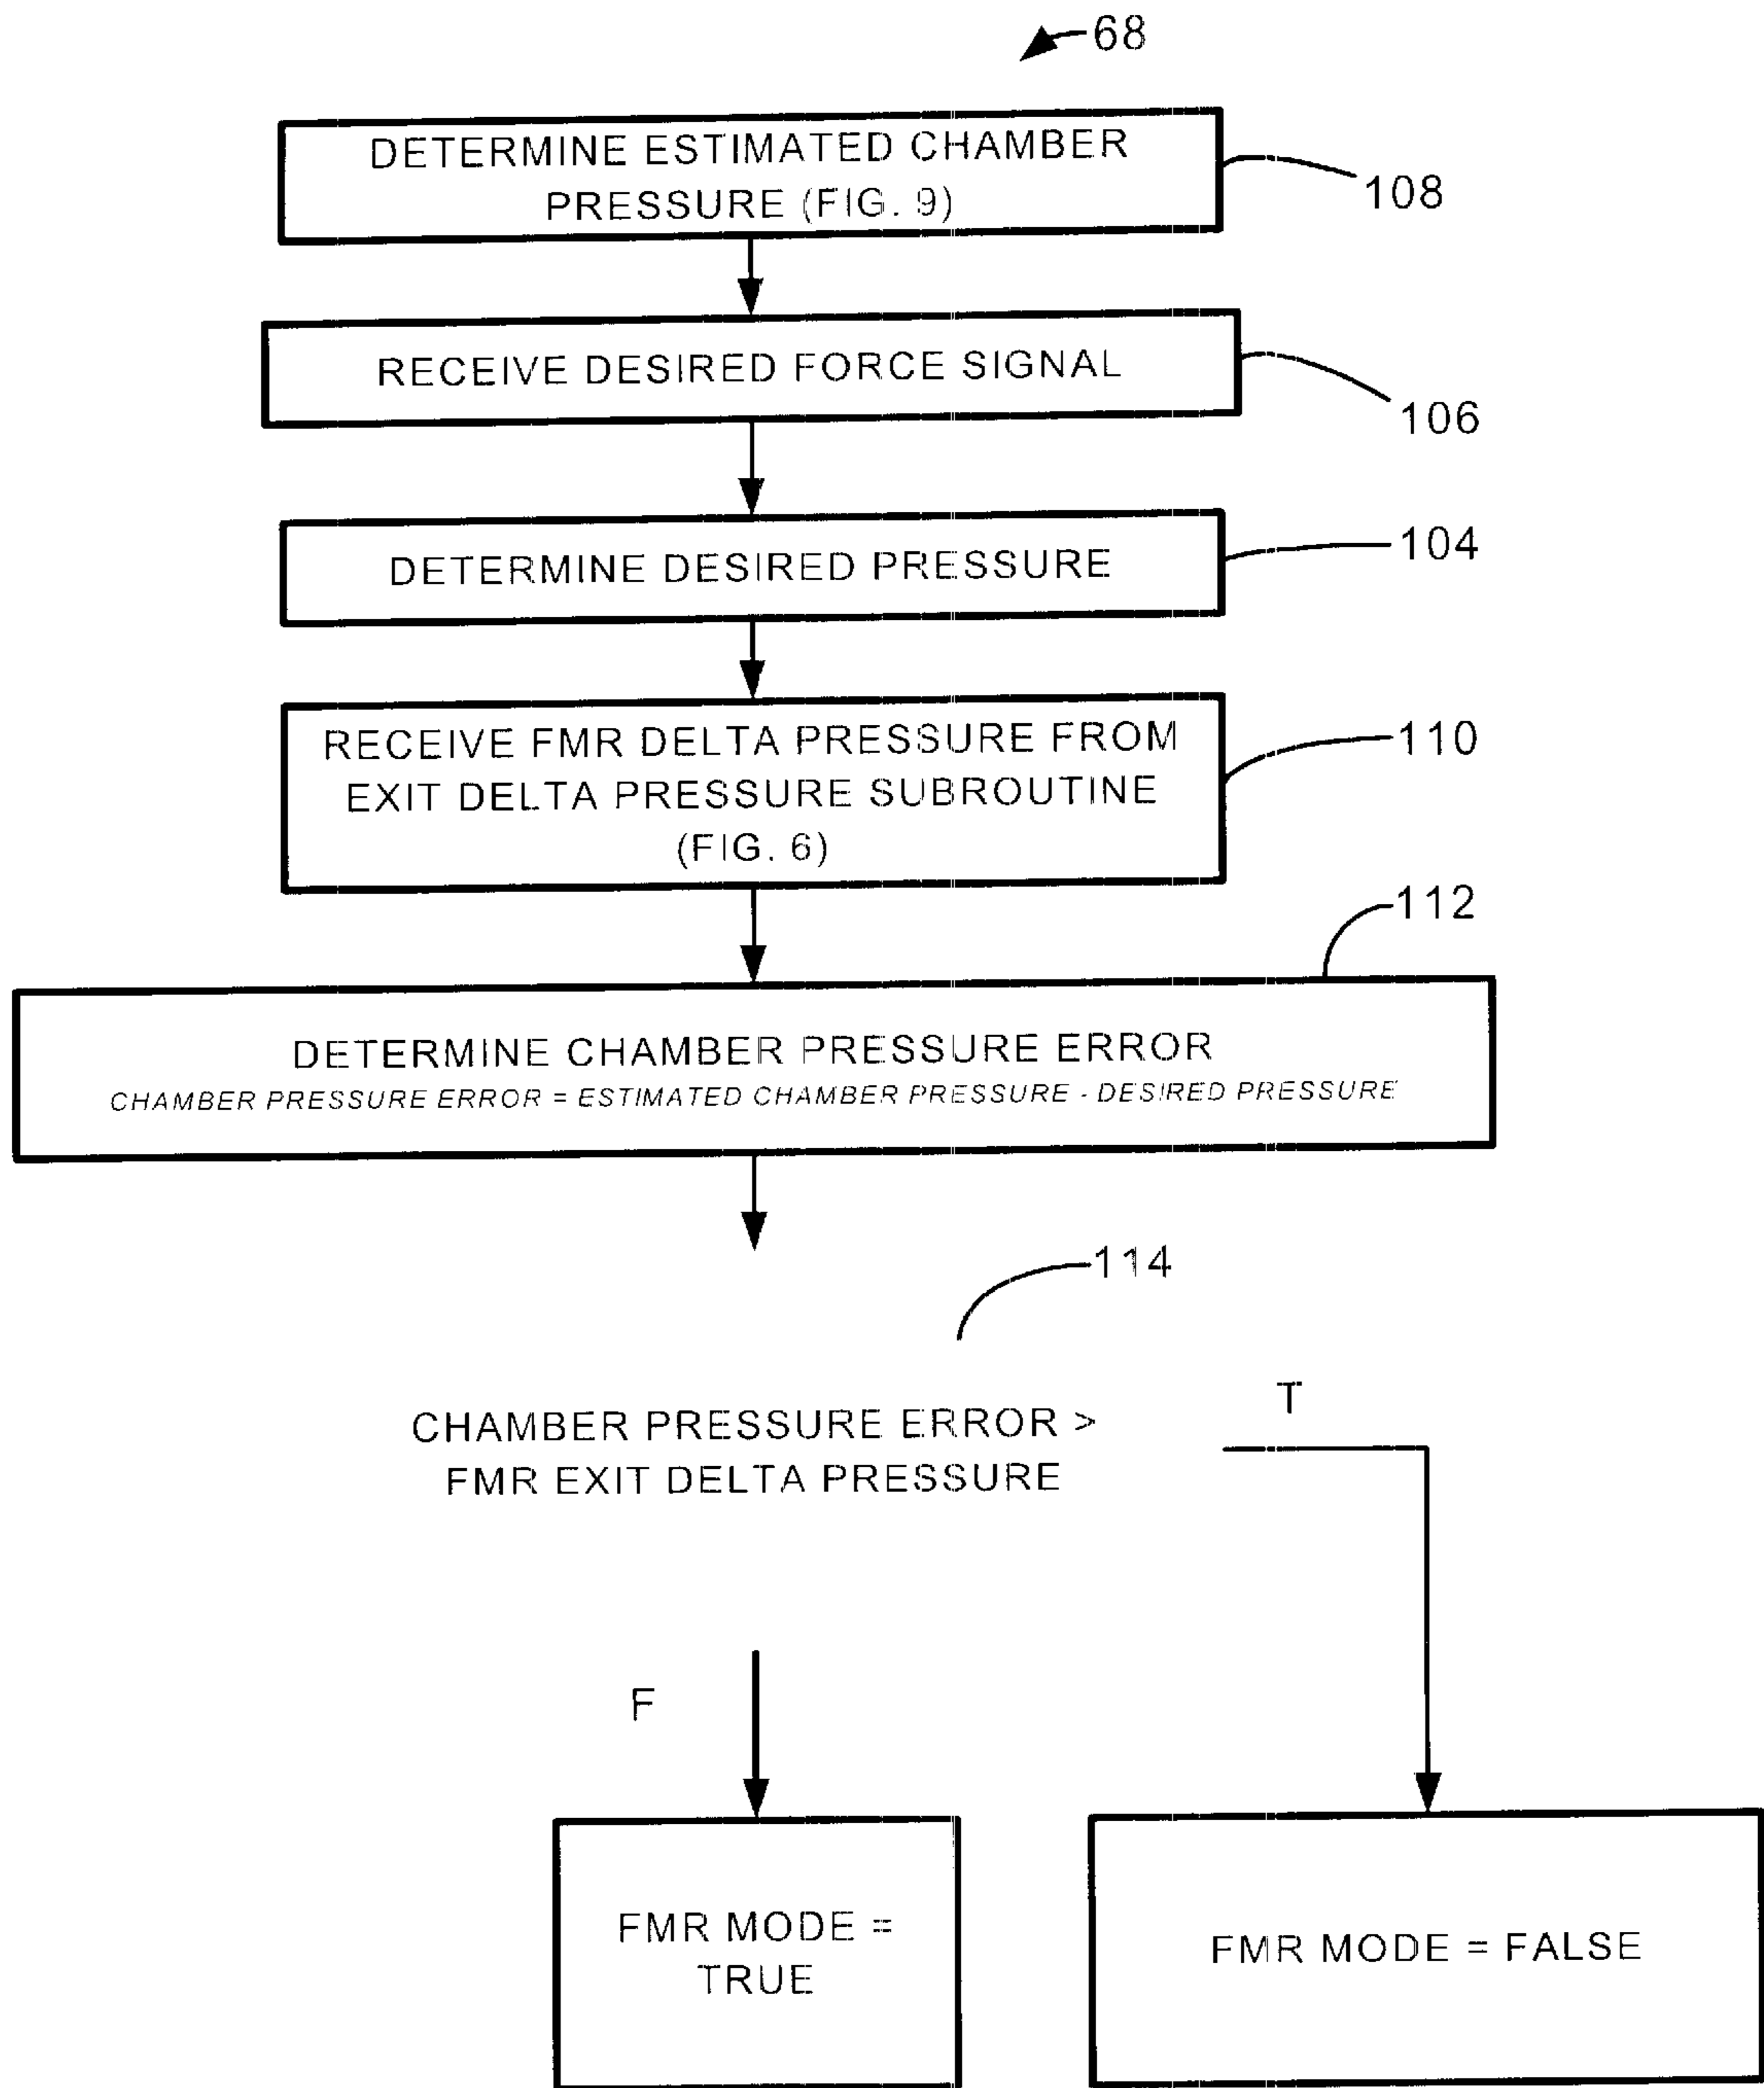 68
DETERMINE ESTIMATED CHAMBER
PRESSURE (FIG. 9)
108
RECEIVE DESIRED FORCE SIGNAL
106
DETERMINE DESIRED PRESSURE
104
RECEIVE FMR DELTA PRESSURE FROM
EXIT DELTA PRESSURE SUBROUTINE
(FIG. 6)
110
112
DETERMINE CHAMBER PRESSURE ERROR
CHAMBER PRESSURE ERROR = ESTIMATED CHAMBER PRESSURE - DESIRED PRESSURE
114
CHAMBER PRESSURE ERROR >
FMR EXIT DELTA PRESSURE
T
F
FMR MODE =
TRUE
FMR MODE = FALSE